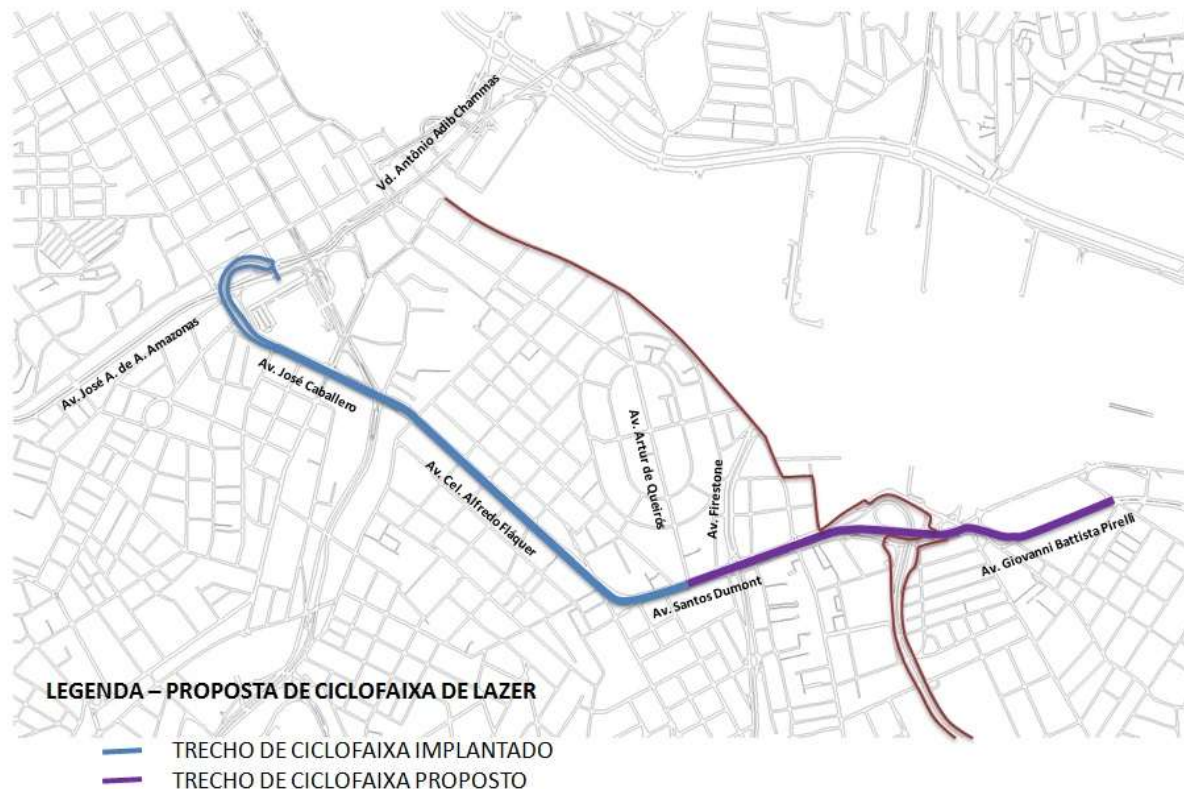 Vd. Antônio Adib Chammas
Av. José A. de A. Amazonas
Av. José Caballero
Av. Cel. Alfredo Fláquer
Av. Artur de Queirós
Av. Firestone
Av. Santos Dumont
Av. Giovanni Battista Pirelli
LEGENDA – PROPOSTA DE CICLOFAIXA DE LAZER
TRECHO DE CICLOFAIXA IMPLANTADO
TRECHO DE CICLOFAIXA PROPOSTO